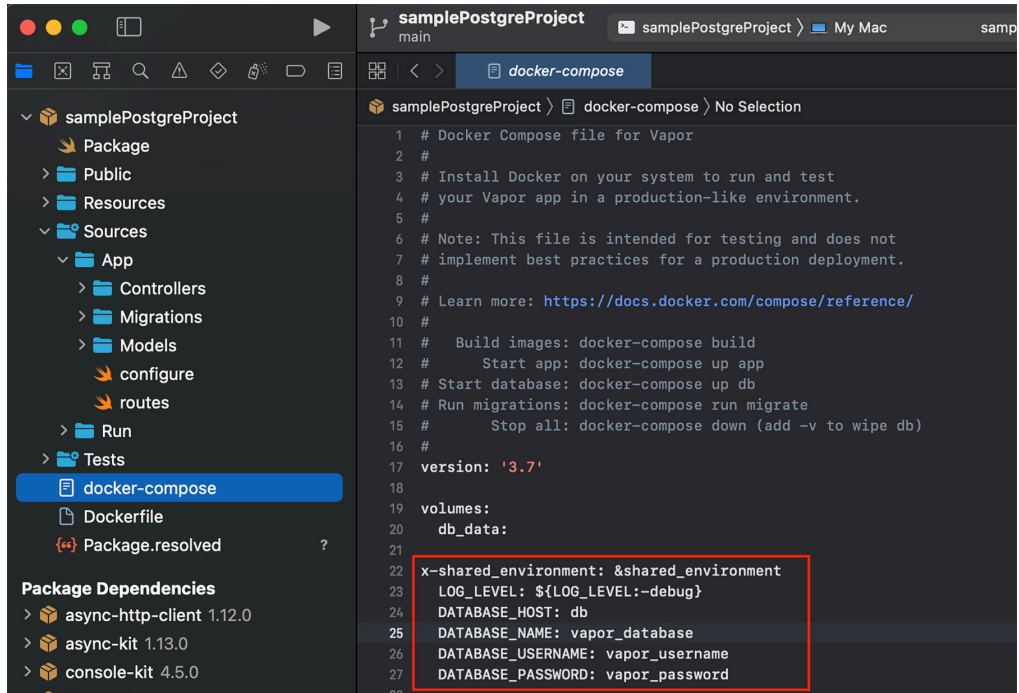 samplePostgreProject
main
samplePostgreProject 〉 My Mac
samp
docker-compose
samplePostgreProject 〉 docker-compose 〉 No Selection
samplePostgreProject
Package
Public
Resources
Sources
App
Controllers
Migrations
Models
configure
routes
Run
Tests
docker-compose
Dockerfile
Package.resolved ?
Package Dependencies
async-http-client 1.12.0
async-kit 1.13.0
console-kit 4.5.0
1 # Docker Compose file for Vapor
2 #
3 # Install Docker on your system to run and test
4 # your Vapor app in a production-like environment.
5 #
6 # Note: This file is intended for testing and does not
7 # implement best practices for a production deployment.
8 #
9 # Learn more: https://docs.docker.com/compose/reference/
10 #
11 #   Build images: docker-compose build
12 #      Start app: docker-compose up app
13 # Start database: docker-compose up db
14 # Run migrations: docker-compose run migrate
15 #       Stop all: docker-compose down (add -v to wipe db)
16 #
17 version: '3.7'
18
19 volumes:
20   db_data:
21
22 x-shared_environment: &shared_environment
23   LOG_LEVEL: ${LOG_LEVEL:-debug}
24   DATABASE_HOST: db
25   DATABASE_NAME: vapor_database
26   DATABASE_USERNAME: vapor_username
27   DATABASE_PASSWORD: vapor_password